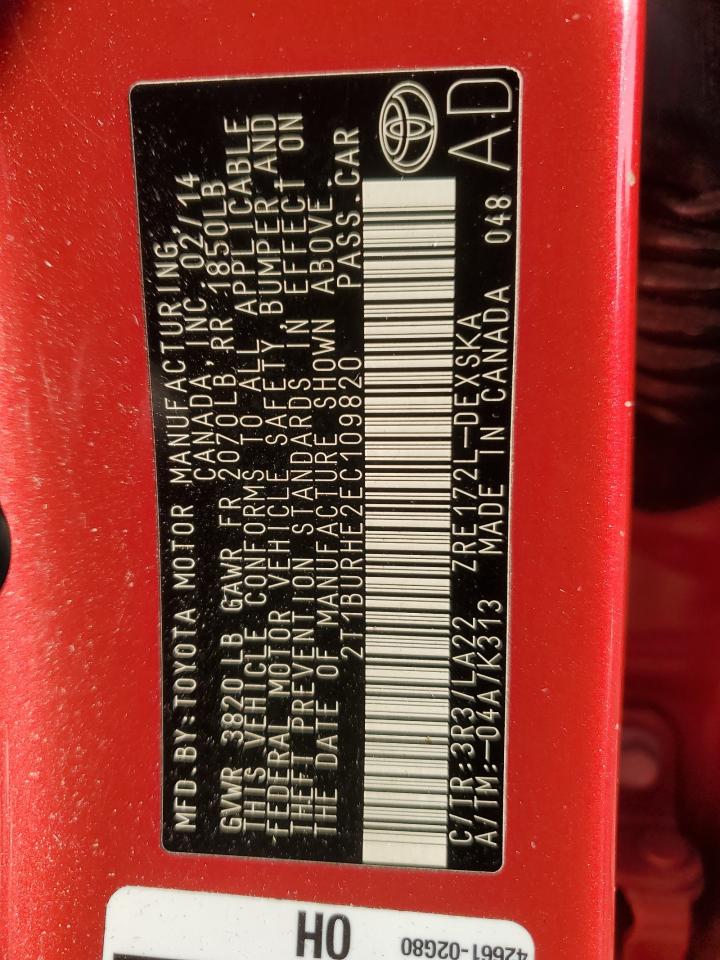 MFD.BY:TOYOTA MOTOR MANUFACTURING
CANADA, INC. 02/14
GVWR 3820 LB GAWR FR 2070LB RR 1850LB
THIS VEHICLE CONFORMS TO ALL APPLICABLE
FEDERAL MOTOR VEHICLE SAFETY, BUMPER AND
THEFT PREVENTION STANDARDS IN EFFECT ON
THE DATE OF MANUFACTURE SHOWN ABOVE.
2T1BURHE2EC109820 PASS.CAR
C/TR:3R3/LA22 ZRE172L-DEXSKA
A/TM:-04A/K313 MADE IN CANADA 048
AD
OH
42661-02G80